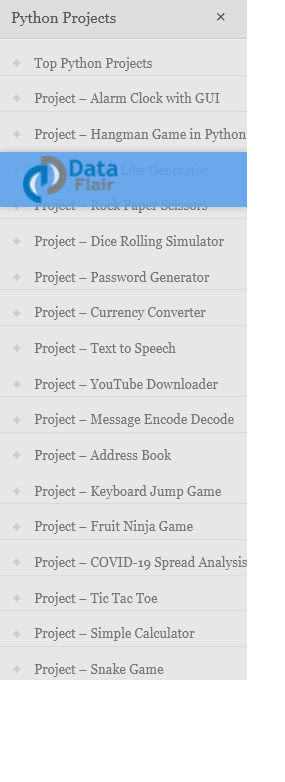 Python Projects ×
Top Python Projects
Project – Alarm Clock with GUI
Project – Hangman Game in Python
Data Flair
Libs Generator
Project – Rock Paper Scissors
Project – Dice Rolling Simulator
Project – Password Generator
Project – Currency Converter
Project – Text to Speech
Project – YouTube Downloader
Project – Message Encode Decode
Project – Address Book
Project – Keyboard Jump Game
Project – Fruit Ninja Game
Project – COVID-19 Spread Analysis
Project – Tic Tac Toe
Project – Simple Calculator
Project – Snake Game